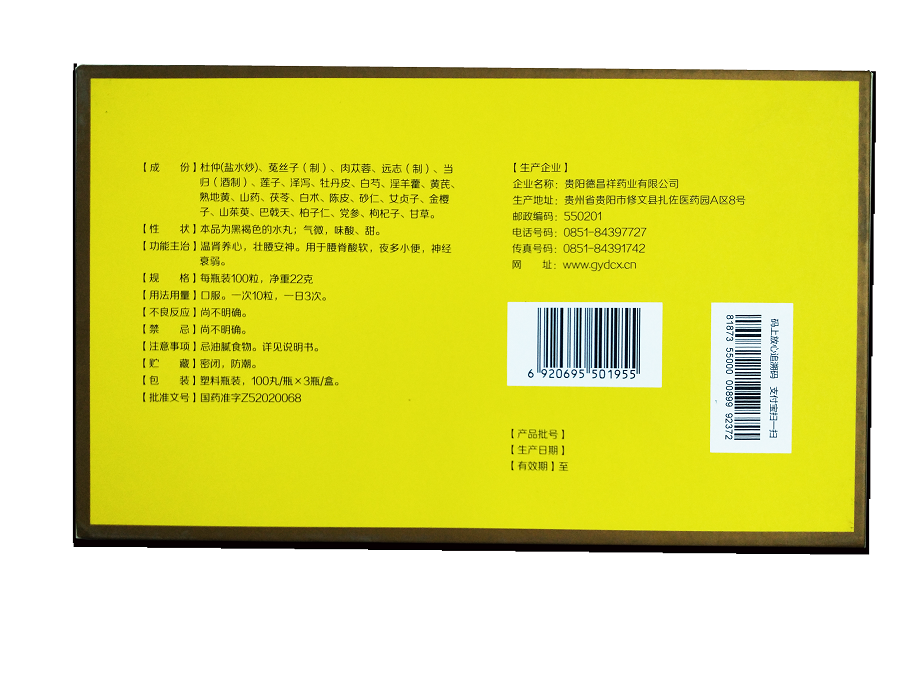 【成　　份】杜仲(盐水炒)、菟丝子（制）、肉苁蓉、远志（制）、当
归（酒制）、莲子、泽泻、牡丹皮、白芍、淫羊藿、黄芪、
熟地黄、山药、茯苓、白术、陈皮、砂仁、女贞子、金樱
子、山茱萸、巴戟天、柏子仁、党参、枸杞子、甘草。
【性　　状】本品为黑褐色的水丸；气微，味酸、甜。
【功能主治】温肾养心，壮腰安神。用于腰脊酸软，夜多小便，神经
衰弱。
【规　　格】每瓶装100粒，净重22克
【用法用量】口服。一次10粒，一日3次。
【不良反应】尚不明确。
【禁　　忌】尚不明确。
【注意事项】忌油腻食物。详见说明书。
【贮　　藏】密闭，防潮。
【包　　装】塑料瓶装，100丸/瓶×3瓶/盒。
【批准文号】国药准字Z52020068
【生产企业】
企业名称：贵阳德昌祥药业有限公司
生产地址：贵州省贵阳市修文县扎佐医药园A区8号
邮政编码：550201
电话号码：0851-84397727
传真号码：0851-84391742
网　　址：www.gydcx.cn
6 920695 501955
【产品批号】
【生产日期】
【有效期】至
码上放心追溯码 支付宝扫一扫
81873 55000 00899 92372